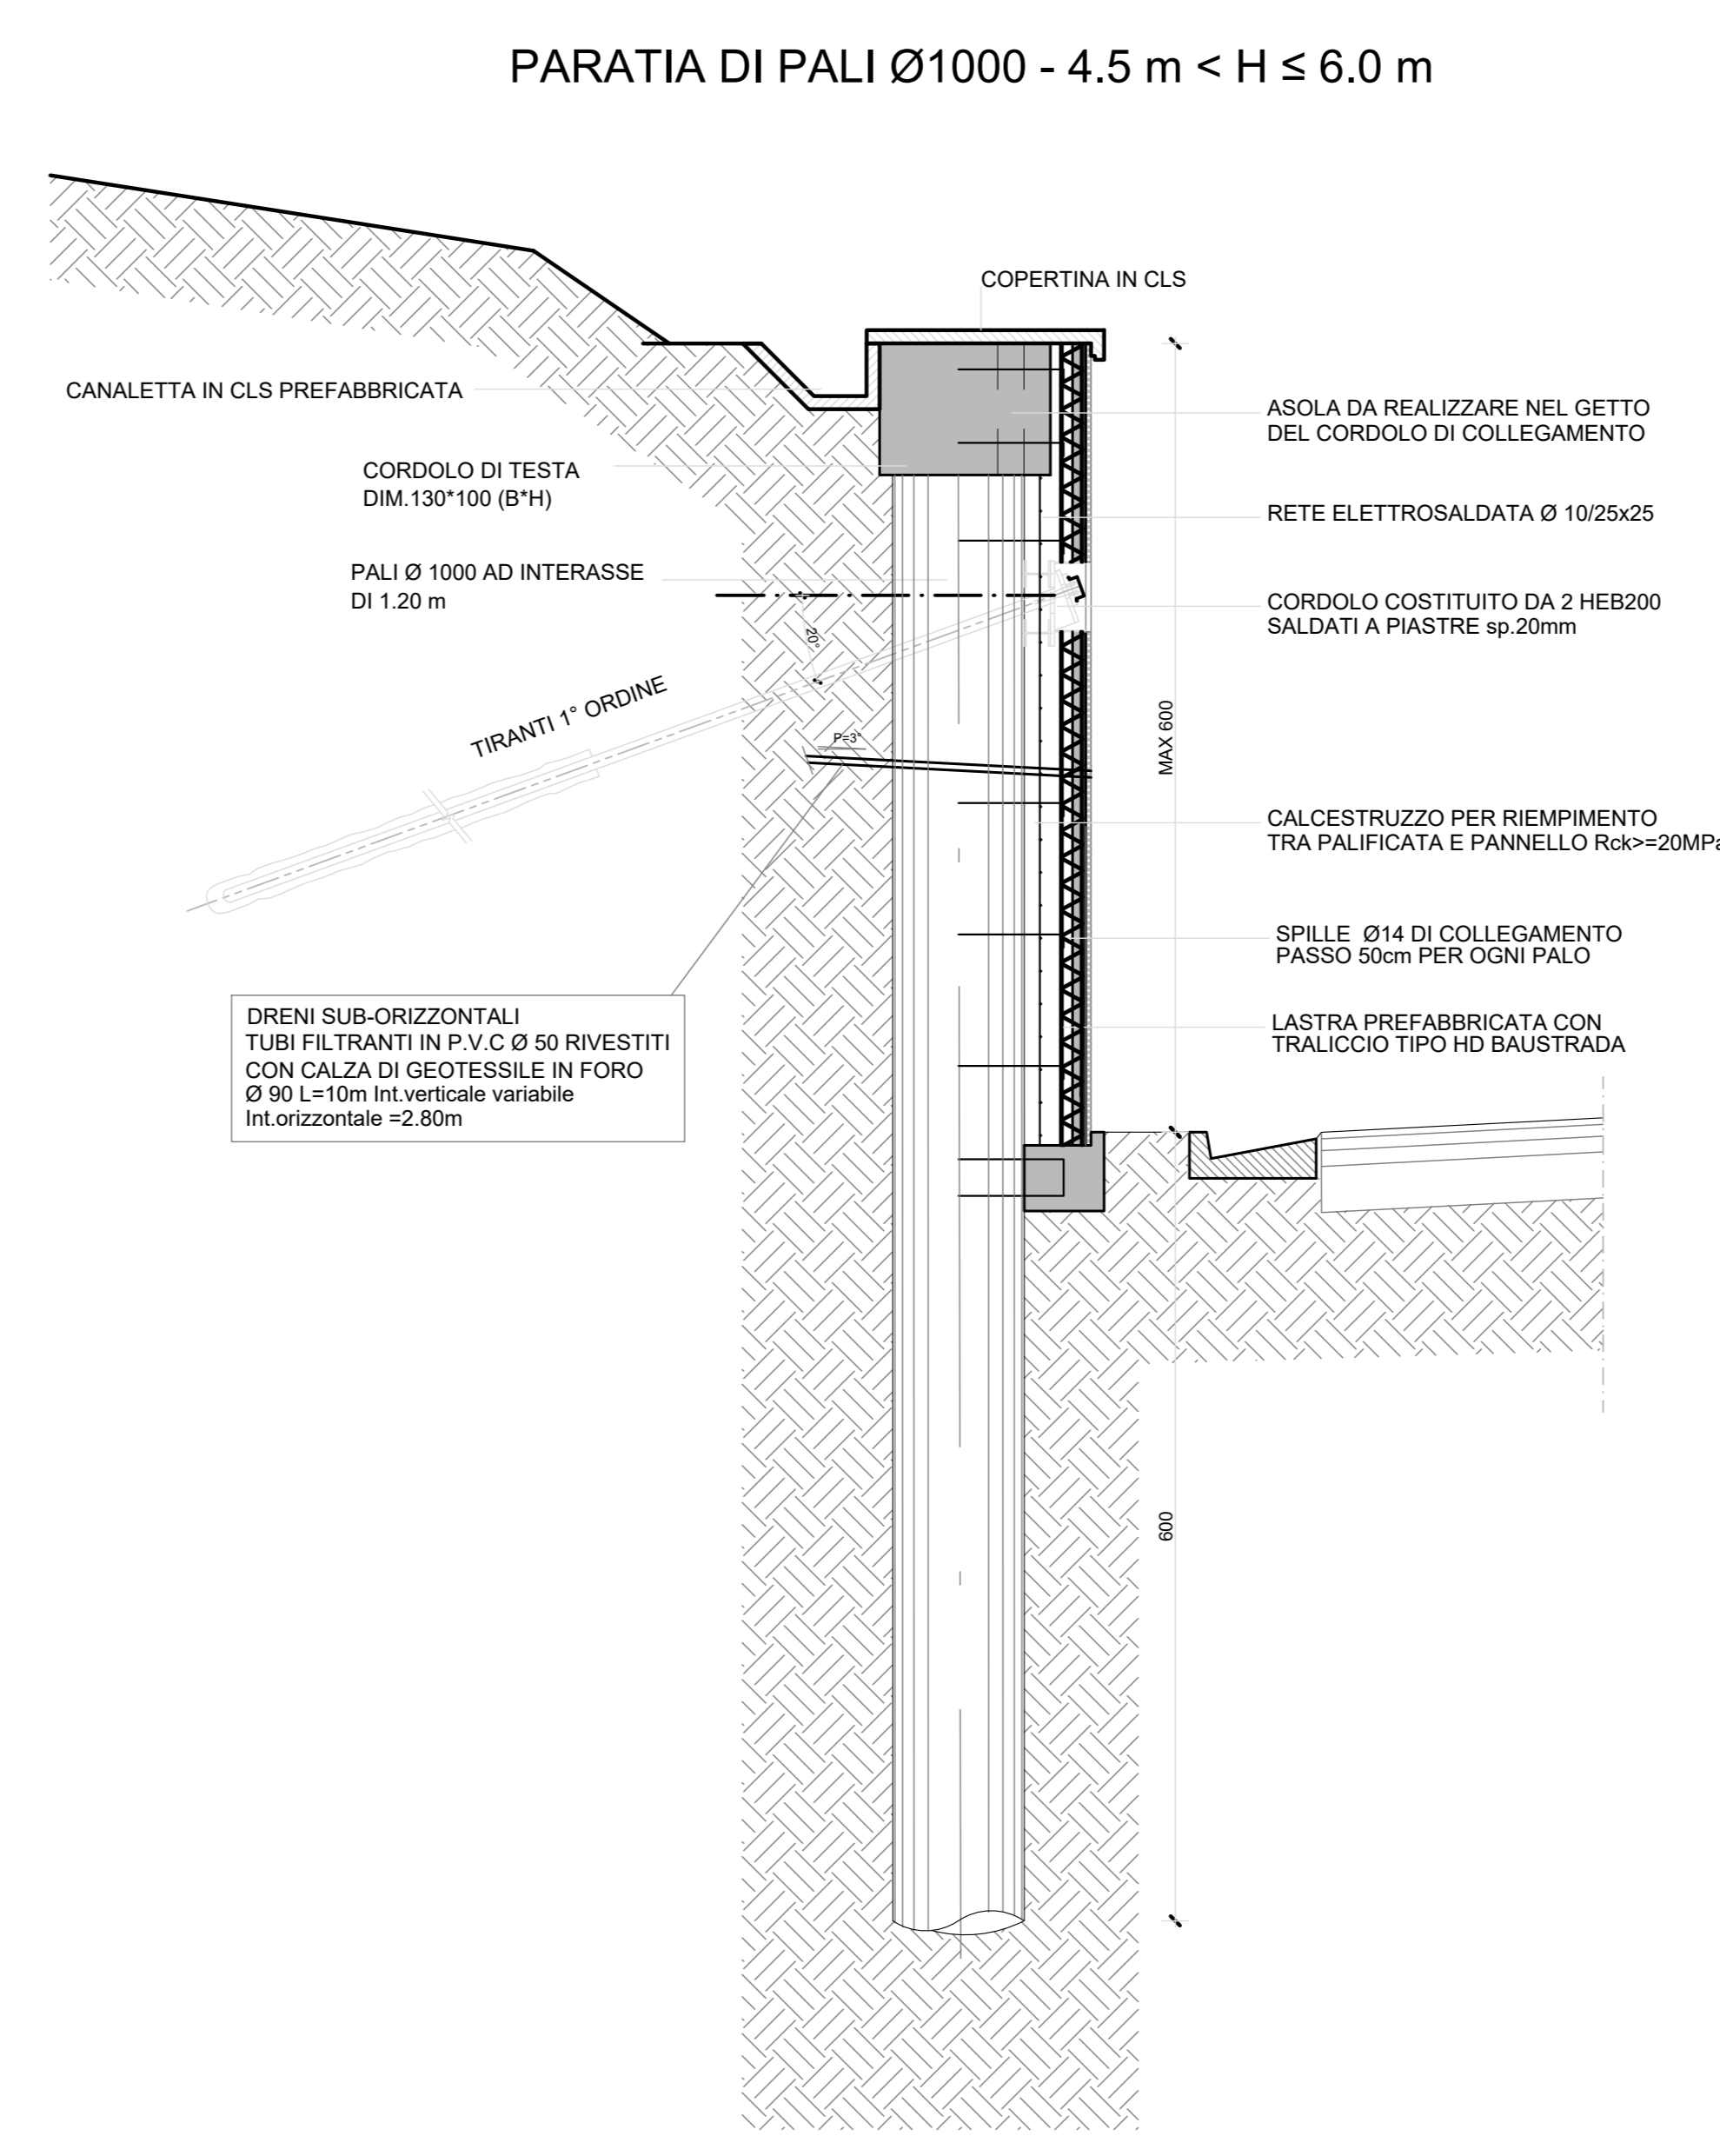 PARATIA DI PALI Ø1000 - 4.5 m < H ≤ 6.0 m
COPERTINA IN CLS
CANALETTA IN CLS PREFABBRICATA
ASOLA DA REALIZZARE NEL GETTO
DEL CORDOLO DI COLLEGAMENTO
CORDOLO DI TESTA
DIM.130*100 (B*H)
RETE ELETTROSALDATA Ø 10/25x25
PALI Ø 1000 AD INTERASSE
DI 1.20 m
CORDOLO COSTITUITO DA 2 HEB200
SALDATI A PIASTRE sp.20mm
20°
TIRANTI 1° ORDINE
P=3°
MAX 600
CALCESTRUZZO PER RIEMPIMENTO
TRA PALIFICATA E PANNELLO Rck>=20MPa
SPILLE Ø14 DI COLLEGAMENTO
PASSO 50cm PER OGNI PALO
LASTRA PREFABBRICATA CON
TRALICCIO TIPO HD BAUSTRADA
DRENI SUB-ORIZZONTALI
TUBI FILTRANTI IN P.V.C Ø 50 RIVESTITI
CON CALZA DI GEOTESSILE IN FORO
Ø 90 L=10m Int.verticale variabile
Int.orizzontale =2.80m
600